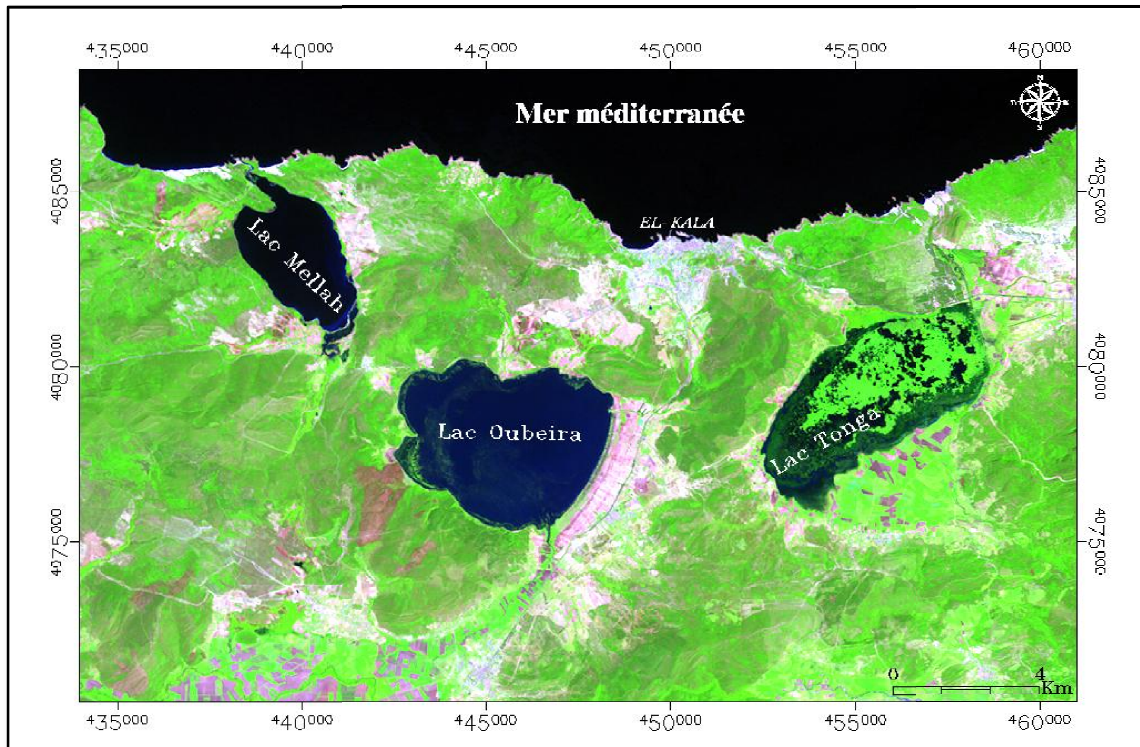 435000 440000 445000 450000 455000 460000
Mer méditerranée
4085000
4085000
EL KALA
Lac Mellah
4080000
4080000
Lac Oubeira
Lac Tonga
4075000
4075000
0 4
Km
435000 440000 445000 450000 455000 460000